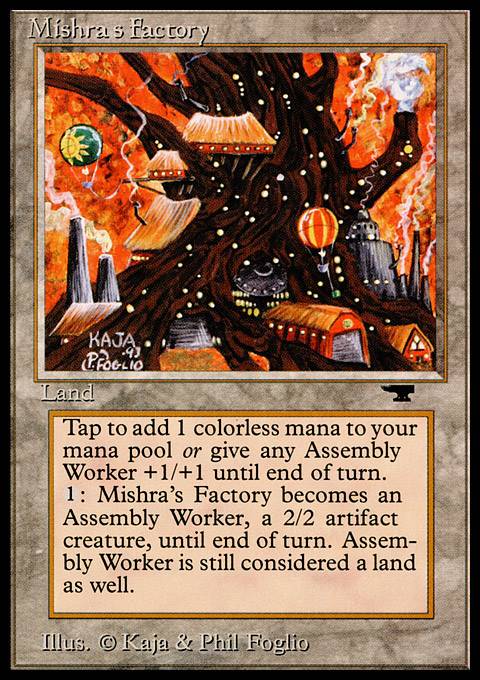 Mishra's Factory
KAJA
P. .93
FOGLIO
Land
Tap to add 1 colorless mana to your
mana pool or give any Assembly
Worker +1/+1 until end of turn.
1: Mishra's Factory becomes an
Assembly Worker, a 2/2 artifact
creature, until end of turn. Assem-
bly Worker is still considered a land
as well.
Illus. © Kaja & Phil Foglio